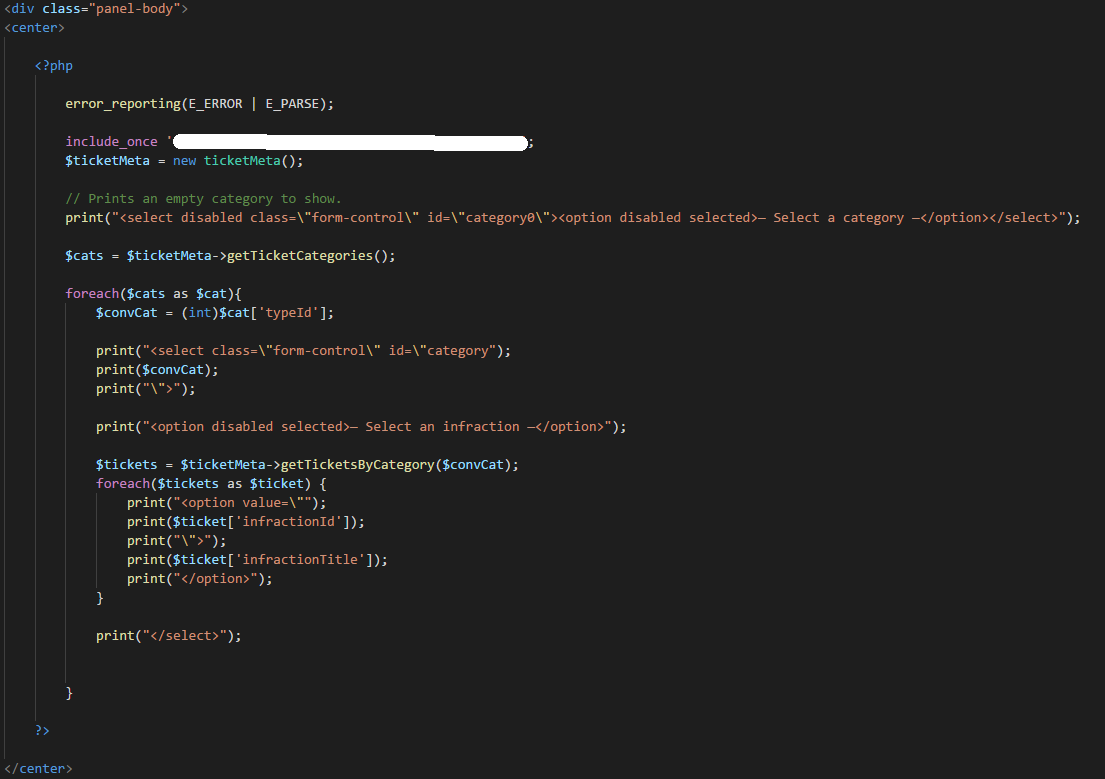 <div class="panel-body">
<center>
<?php
error_reporting(E_ERROR | E_PARSE);
include_once '                    ;
$ticketMeta = new ticketMeta();
// Prints an empty category to show.
print("<select disabled class=\"form-control\" id=\"category0\"><option disabled selected>— Select a category —</option></select>");
$cats = $ticketMeta->getTicketCategories();
foreach($cats as $cat){
$convCat = (int)$cat['typeId'];
print("<select class=\"form-control\" id=\"category");
print($convCat);
print("\">");
print("<option disabled selected>— Select an infraction —</option>");
$tickets = $ticketMeta->getTicketsByCategory($convCat);
foreach($tickets as $ticket) {
print("<option value=\"");
print($ticket['infractionId']);
print("\">");
print($ticket['infractionTitle']);
print("</option>");
}
print("</select>");
}
?>
</center>